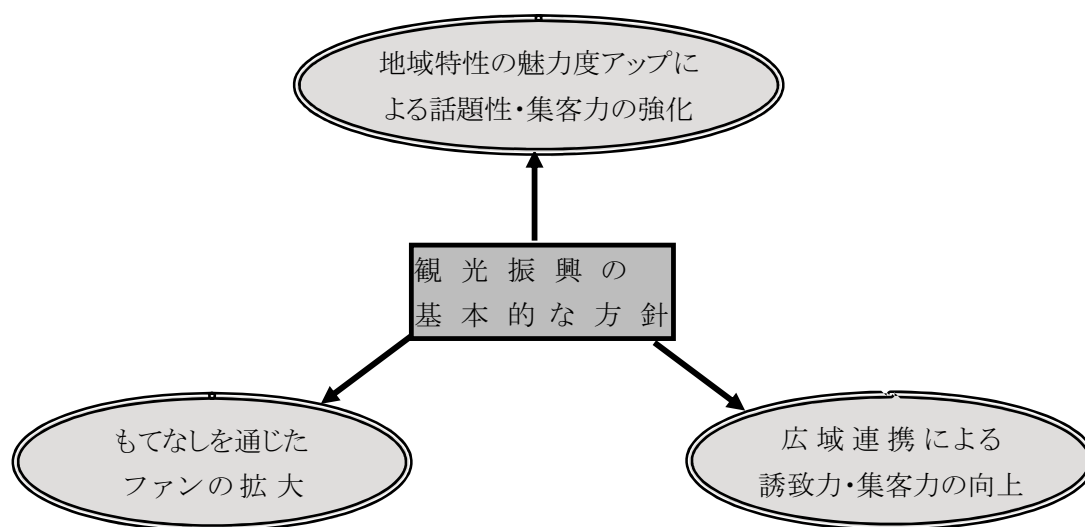 地域特性の魅力度アップに
よる話題性・集客力の強化
観光振興の
基本的な方針
もてなしを通じた
ファンの拡大
広域連携による
誘致力・集客力の向上